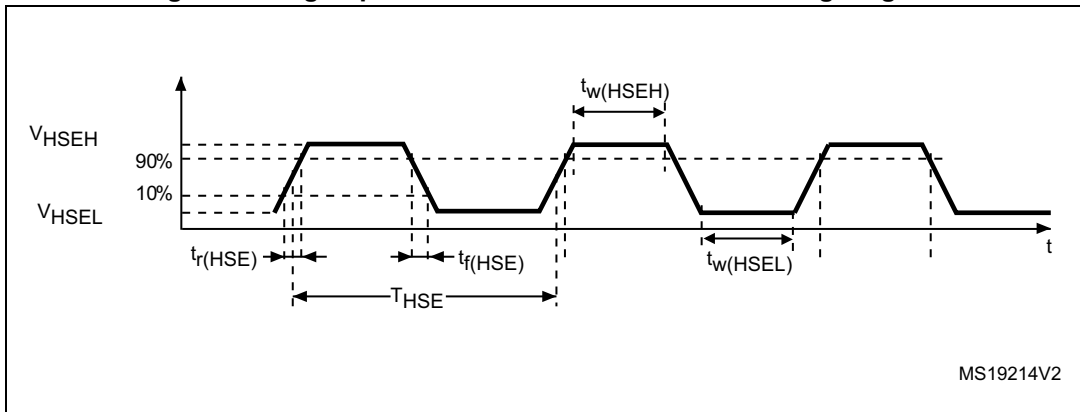 tw(HSEH)
VHSEH
90%
10%
VHSEL
tr(HSE)
tf(HSE)
tw(HSEL)
t
THSE
MS19214V2